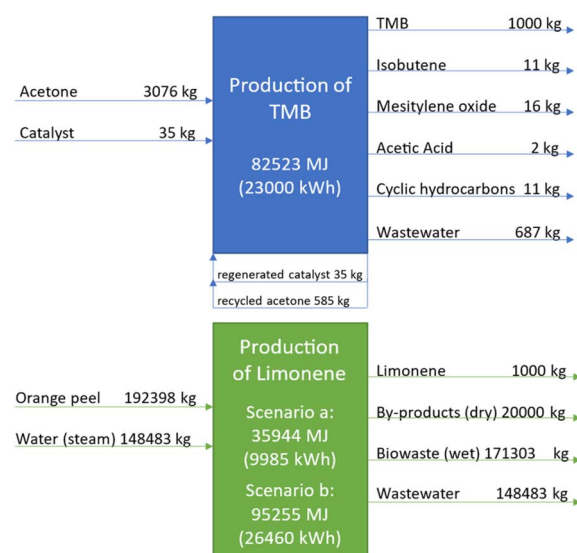 TMB 1000 kg
Isobutene 11 kg
Acetone 3076 kg
Production of
TMB
Mesitylene oxide 16 kg
Catalyst 35 kg
Acetic Acid 2 kg
82523 MJ
(23000 kWh)
Cyclic hydrocarbons 11 kg
Wastewater 687 kg
regenerated catalyst 35 kg
recycled acetone 585 kg
Production
of Limonene
Limonene 1000 kg
Orange peel 192398 kg
Scenario a:
35944 MJ
(9985 kWh)
By-products (dry) 20000 kg
Water (steam) 148483 kg
Biowaste (wet) 171303 kg
Scenario b:
95255 MJ
(26460 kWh)
Wastewater 148483 kg